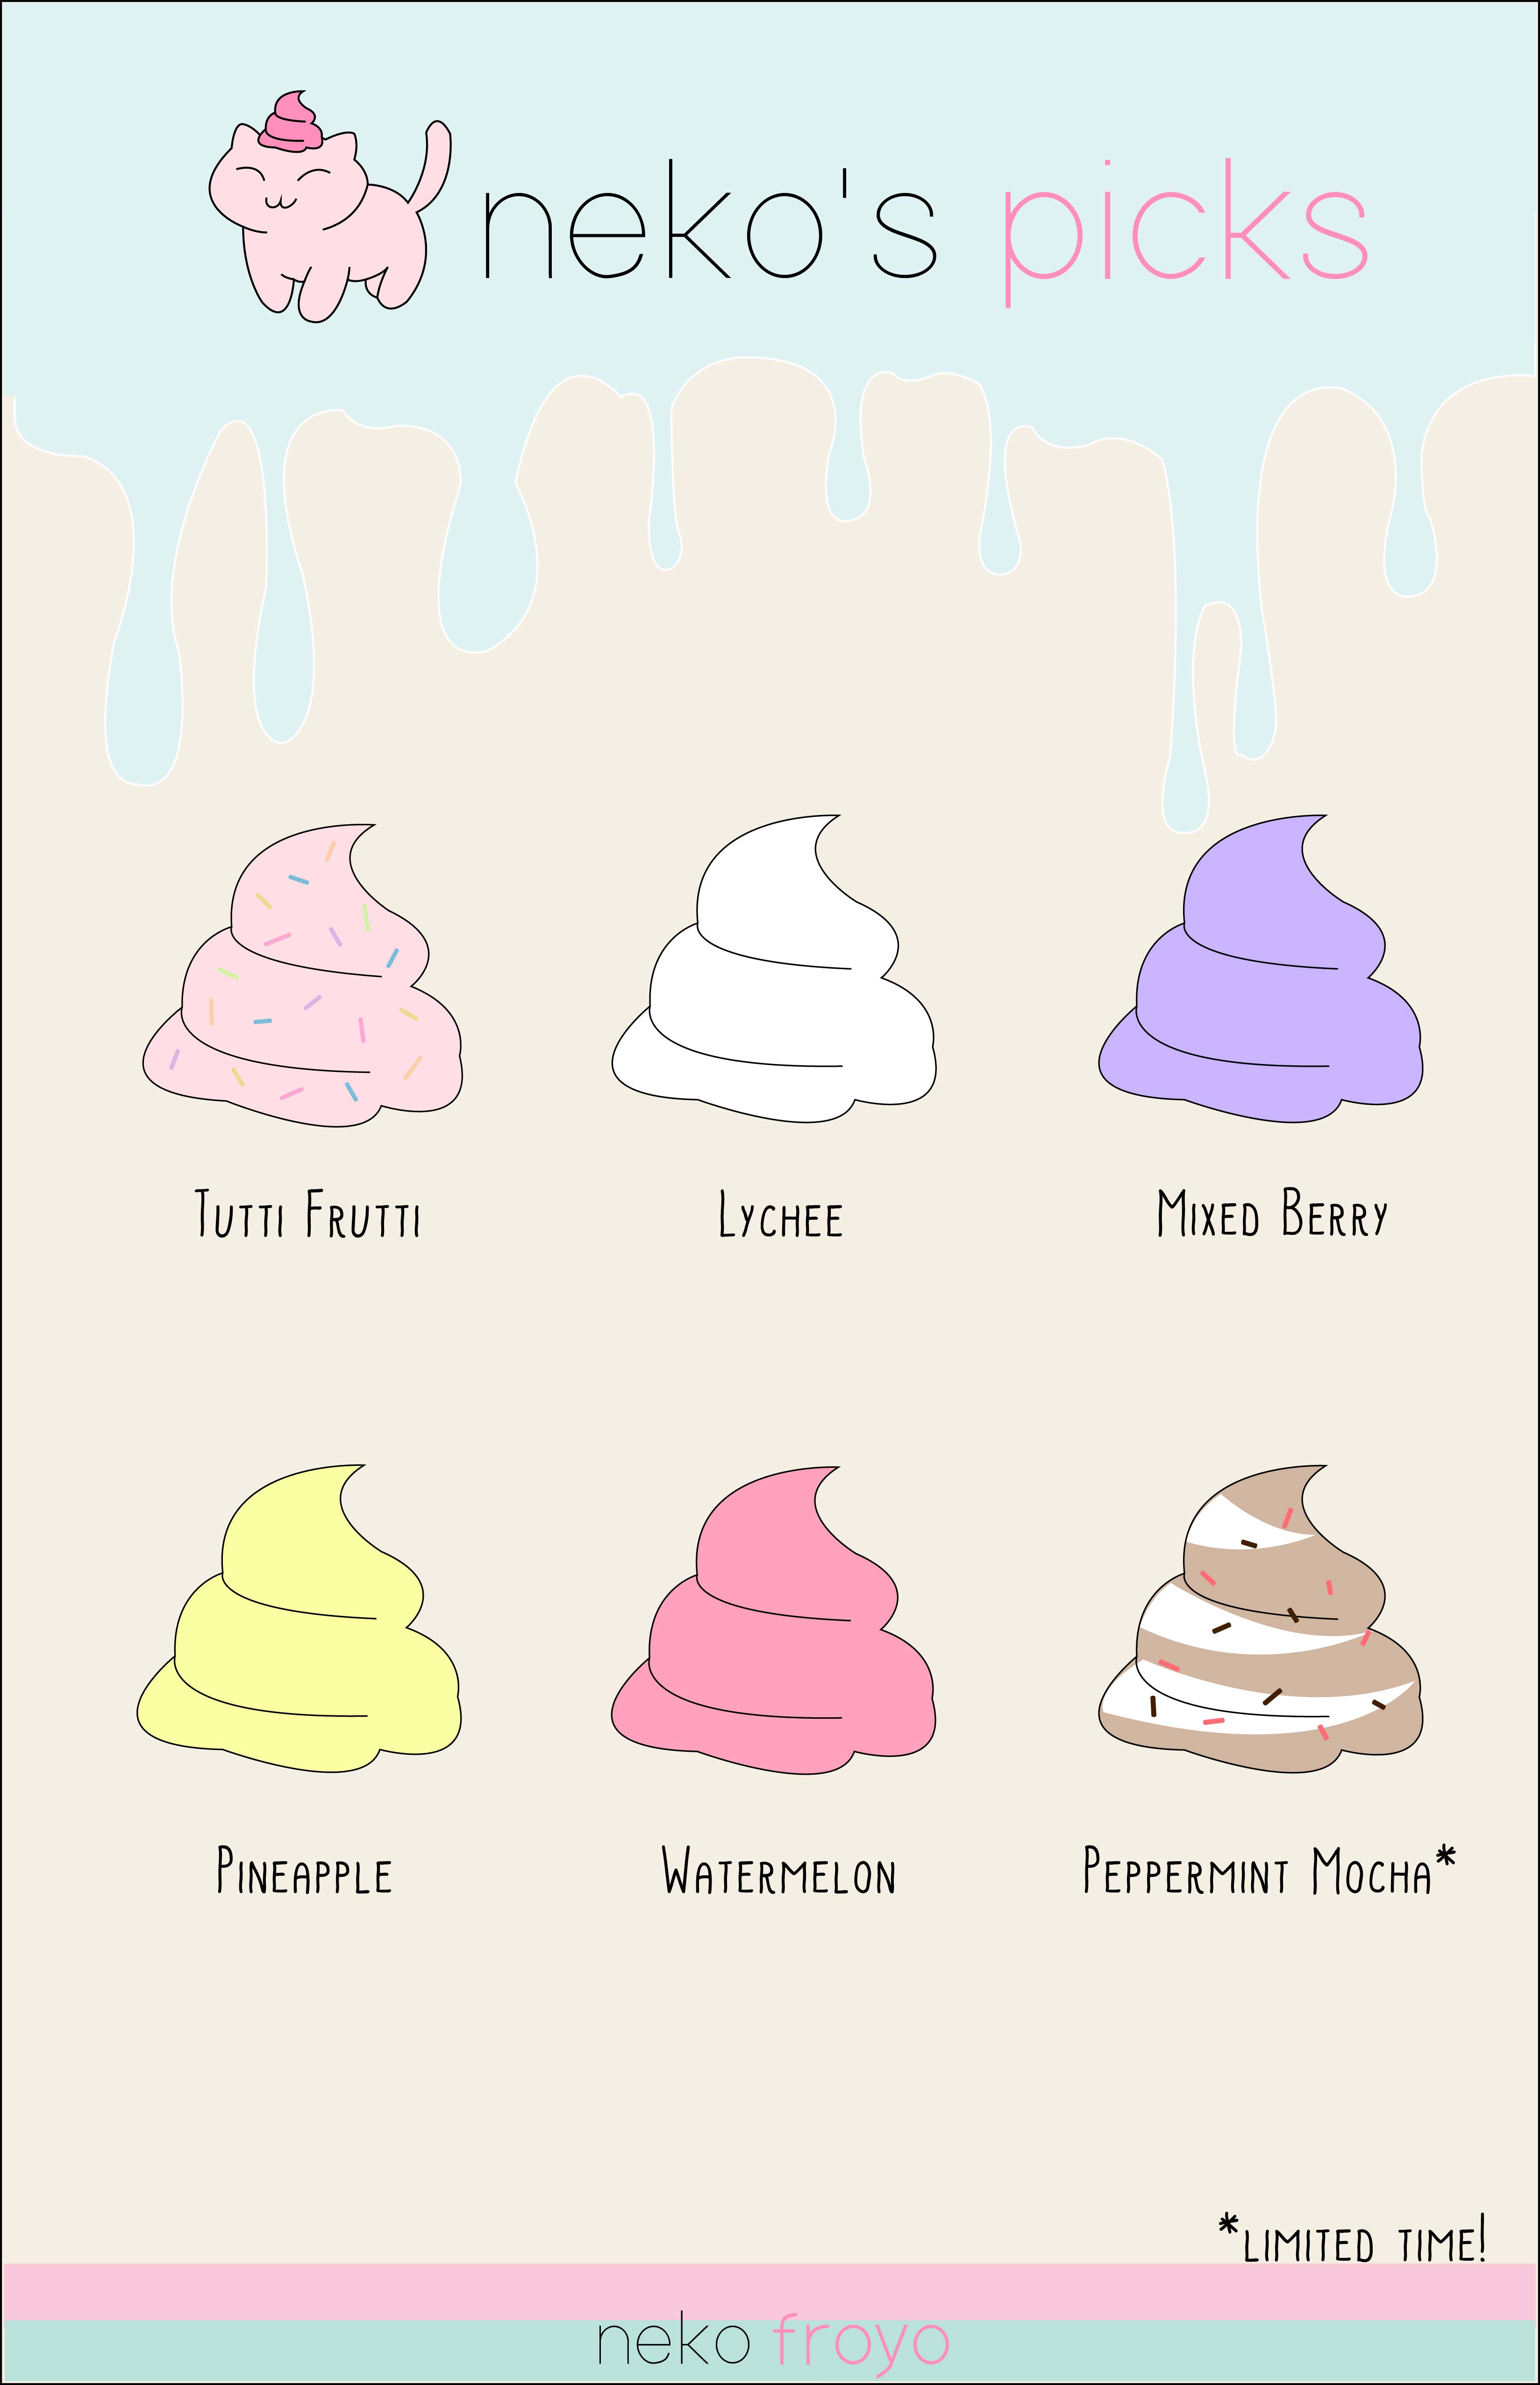 neko's picks
Tutti Frutti
Lychee
Mixed Berry
Pineapple
Watermelon
Peppermint Mocha*
*limited time!
neko froyo